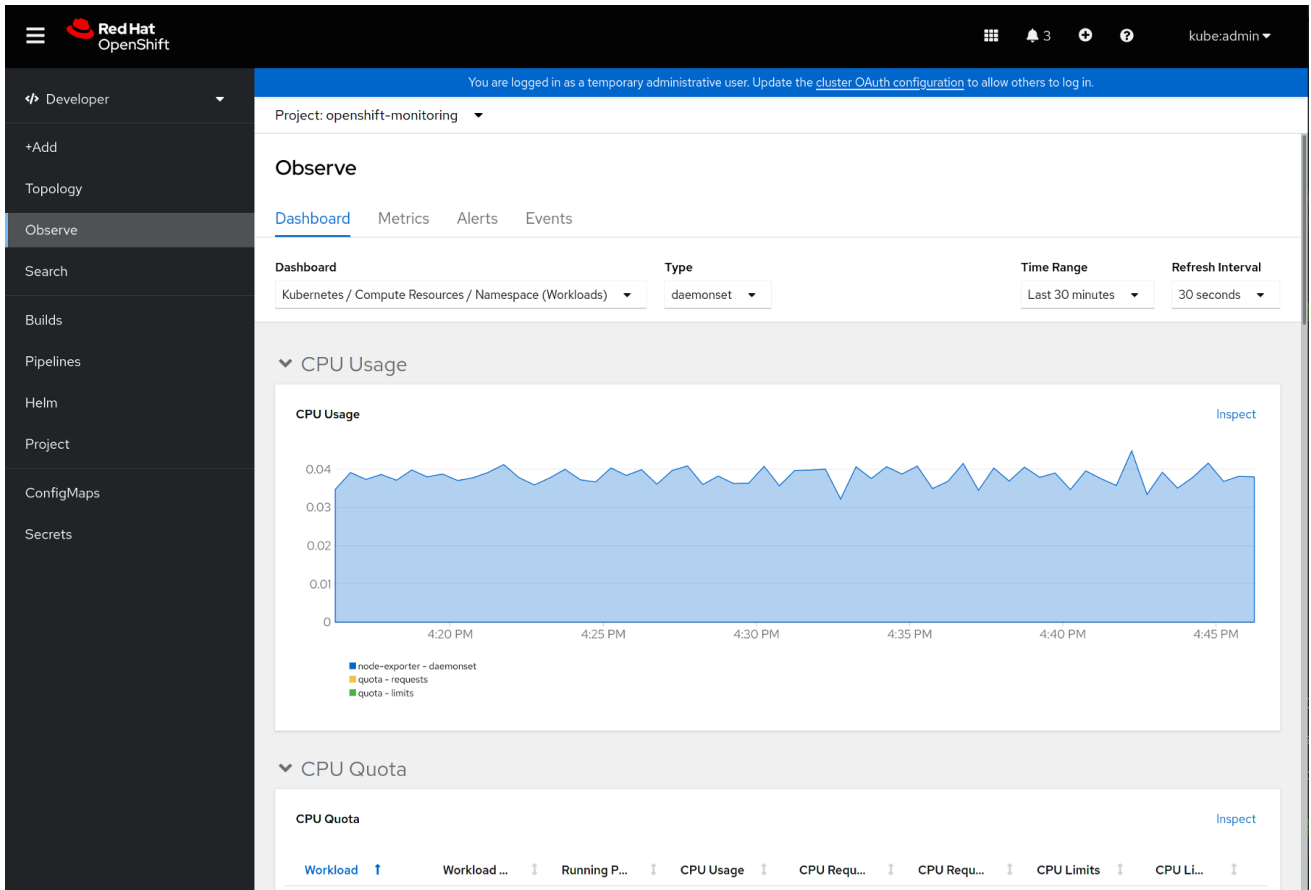 Red Hat
OpenShift
3
kube:admin
You are logged in as a temporary administrative user. Update the cluster OAuth configuration to allow others to log in.
Developer
+Add
Topology
Observe
Search
Builds
Pipelines
Helm
Project
ConfigMaps
Secrets
Project: openshift-monitoring
Observe
Dashboard Metrics Alerts Events
Dashboard Type Time Range Refresh Interval
Kubernetes / Compute Resources / Namespace (Workloads) daemonset Last 30 minutes 30 seconds
CPU Usage
CPU Usage Inspect
0.04
0.03
0.02
0.01
0
4:20 PM 4:25 PM 4:30 PM 4:35 PM 4:40 PM 4:45 PM
node-exporter - daemonset
quota - requests
quota - limits
CPU Quota
CPU Quota Inspect
Workload Workload ... Running P... CPU Usage CPU Requ... CPU Requ... CPU Limits CPU Li...